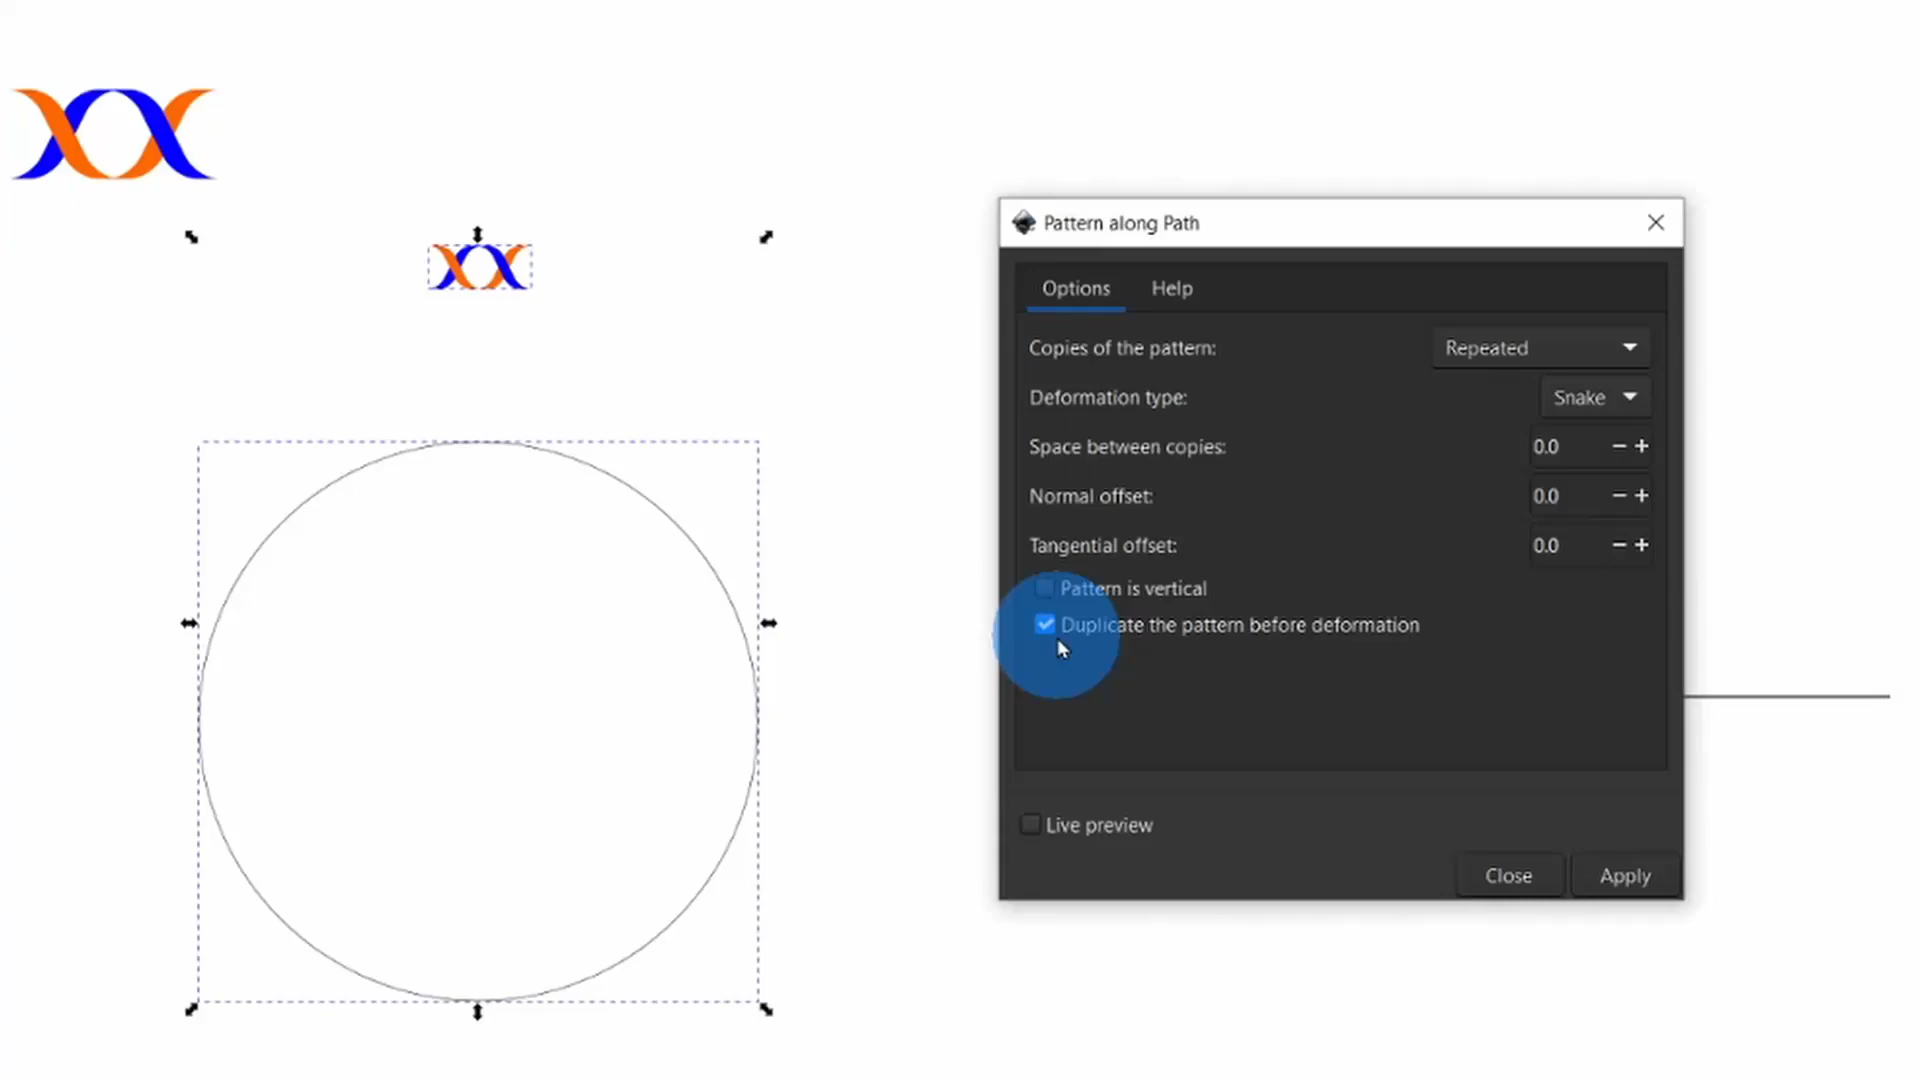 Pattern along Path
Options Help
Copies of the pattern: Repeated
Deformation type: Snake
Space between copies: 0.0
Normal offset: 0.0
Tangential offset: 0.0
Pattern is vertical
Duplicate the pattern before deformation
Live preview
Close Apply